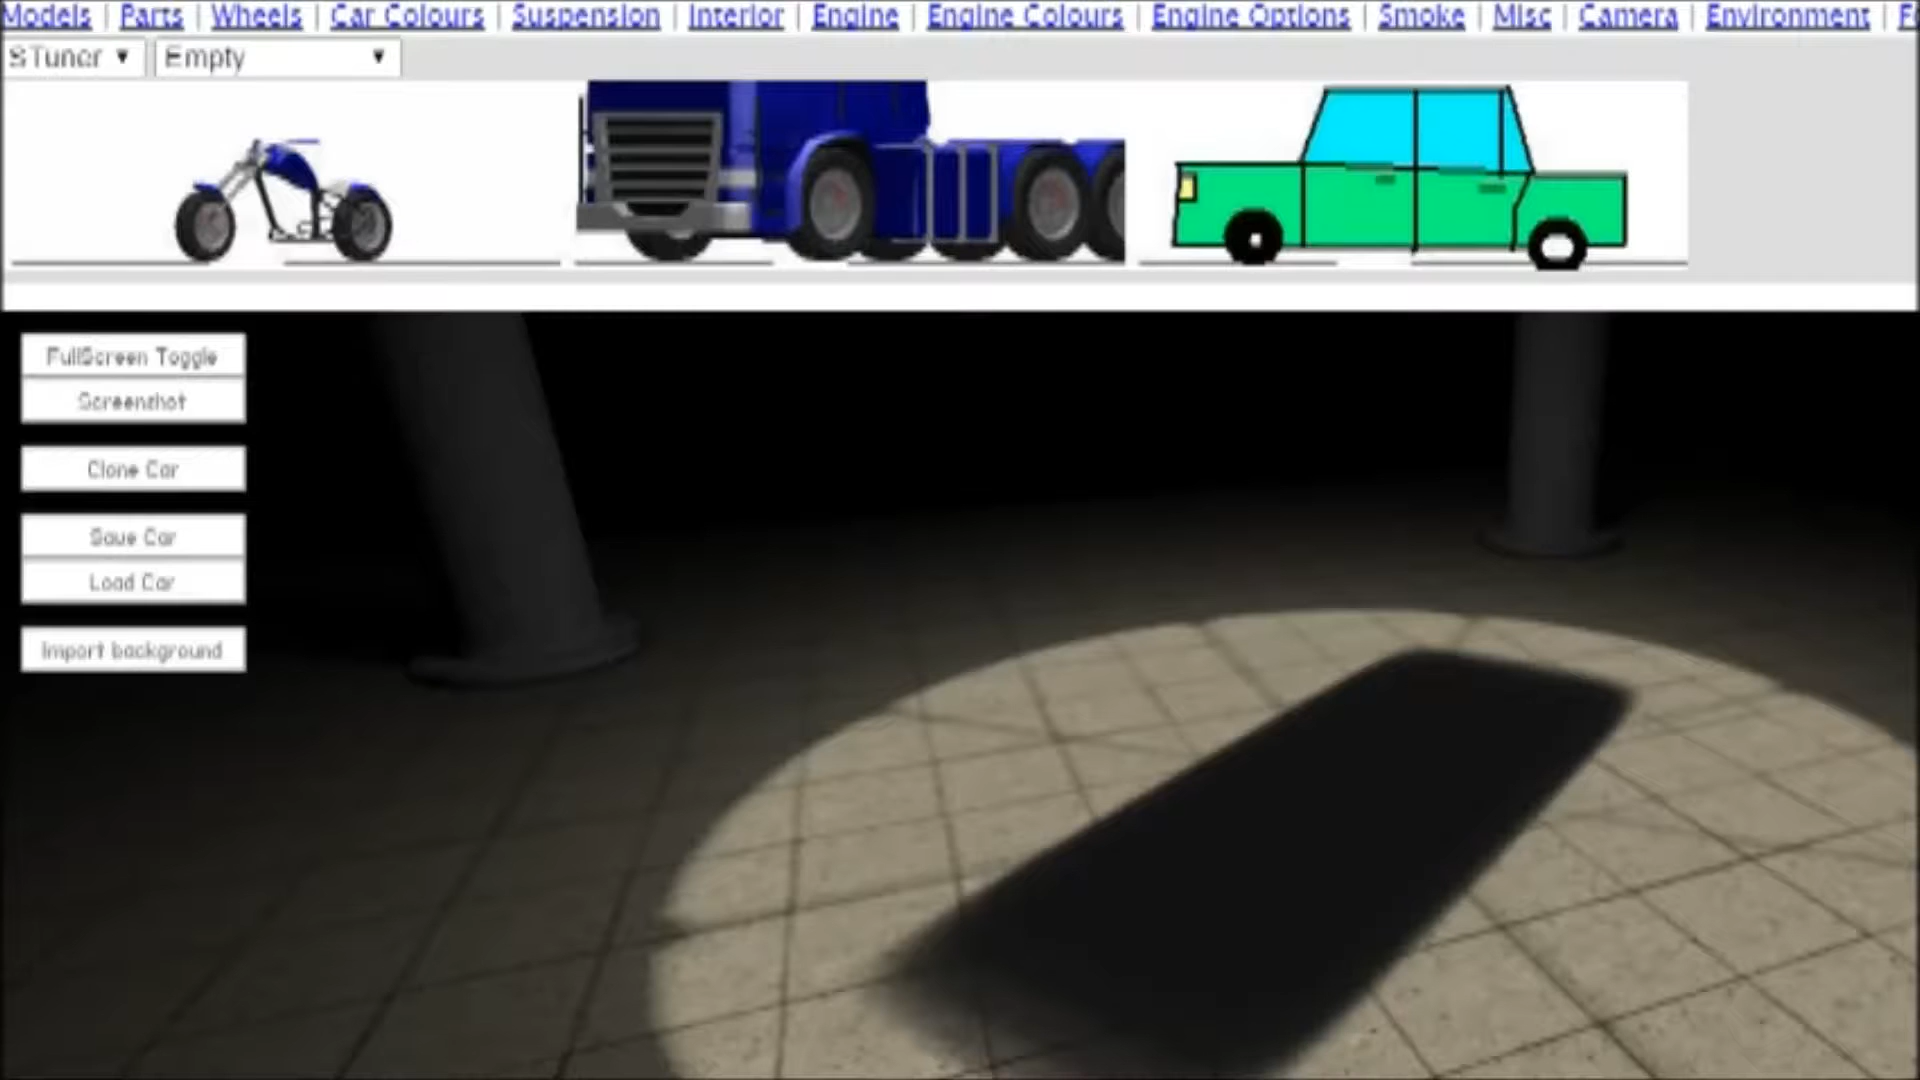 Models | Parts | Wheels | Car Colours | Suspension | Interior | Engine | Engine Colours | Engine Options | Smoke | Misc | Camera | Environment |
STuner Empty
FullScreen Toggle
Screenshot
Clone Car
Save Car
Load Car
Import background